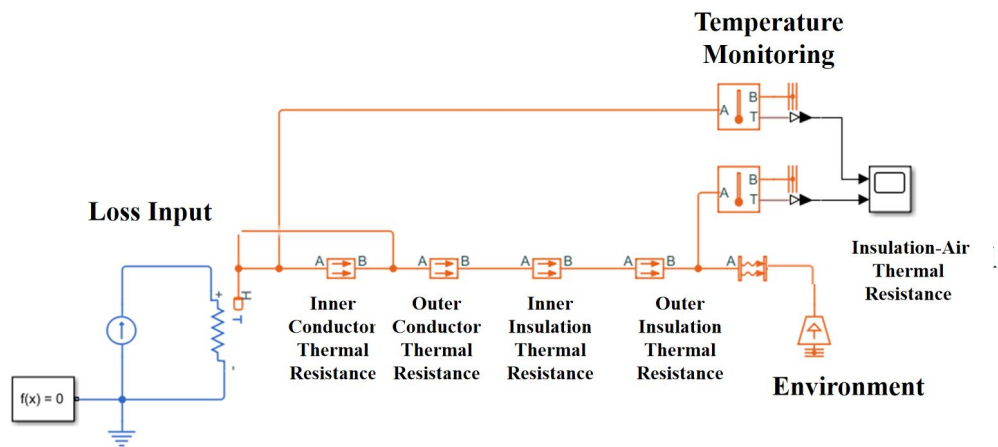 Temperature
Monitoring
A
B
T
A
B
T
Loss Input
Insulation-Air
Thermal
Resistance
A
B
A
B
A
B
A
B
A
B
+
H
T
-
Inner
Conductor
Thermal
Resistance
Outer
Conductor
Thermal
Resistance
Inner
Insulation
Thermal
Resistance
Outer
Insulation
Thermal
Resistance
f(x) = 0
Environment